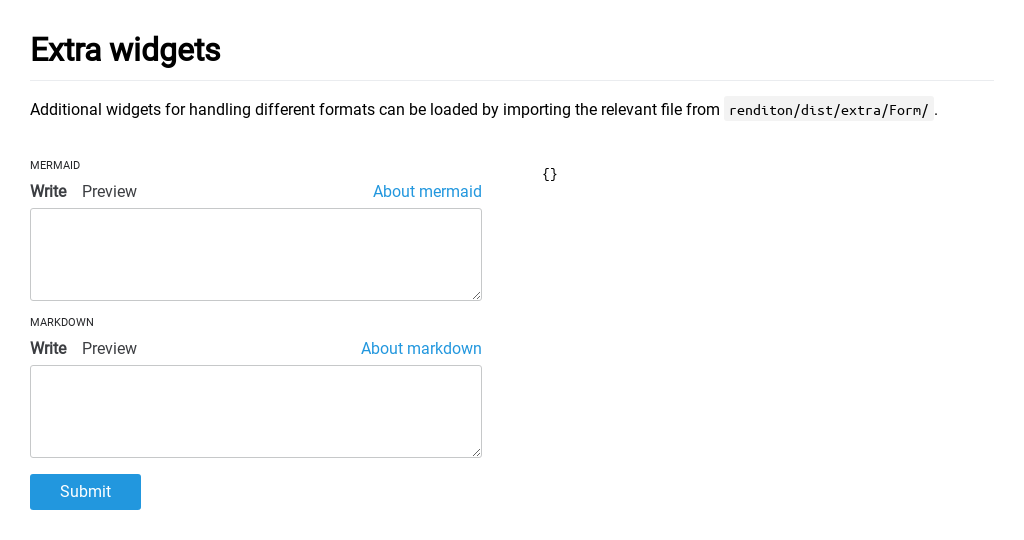 Extra widgets
Additional widgets for handling different formats can be loaded by importing the relevant file from renditon/dist/extra/Form/.
MERMAID
Write Preview About mermaid
{}
MARKDOWN
Write Preview About markdown
Submit